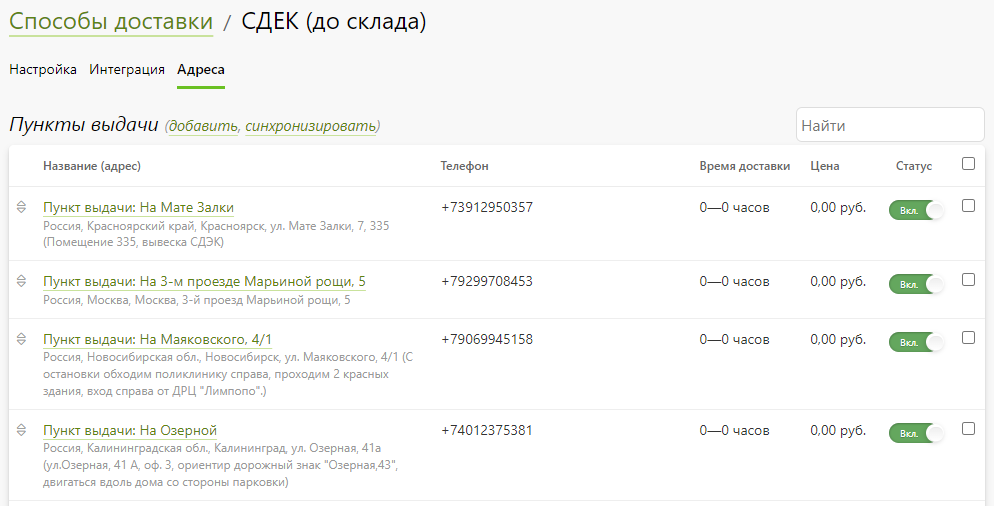 Способы доставки / СДЕК (до склада)
Настройка Интеграция Адреса
Пункты выдачи (добавить, синхронизировать)
Найти
Название (адрес) Телефон Время доставки Цена Статус
Пункт выдачи: На Мате Залки +73912950357 0—0 часов 0,00 руб. Вкл.
Россия, Красноярский край, Красноярск, ул. Мате Залки, 7, 335
(Помещение 335, вывеска СДЭК)
Пункт выдачи: На 3-м проезде Марьиной рощи, 5 +79299708453 0—0 часов 0,00 руб. Вкл.
Россия, Москва, Москва, 3-й проезд Марьиной рощи, 5
Пункт выдачи: На Маяковского, 4/1 +79069945158 0—0 часов 0,00 руб. Вкл.
Россия, Новосибирская обл., Новосибирск, ул. Маяковского, 4/1 (С
остановки обходим поликлинику справа, проходим 2 красных
здания, вход справа от ДРЦ "Лимпопо".)
Пункт выдачи: На Озерной +74012375381 0—0 часов 0,00 руб. Вкл.
Россия, Калининградская обл., Калининград, ул. Озерная, 41а
(ул.Озерная, 41 А, оф. 3, ориентир дорожный знак "Озерная,43",
двигаться вдоль дома со стороны парковки)